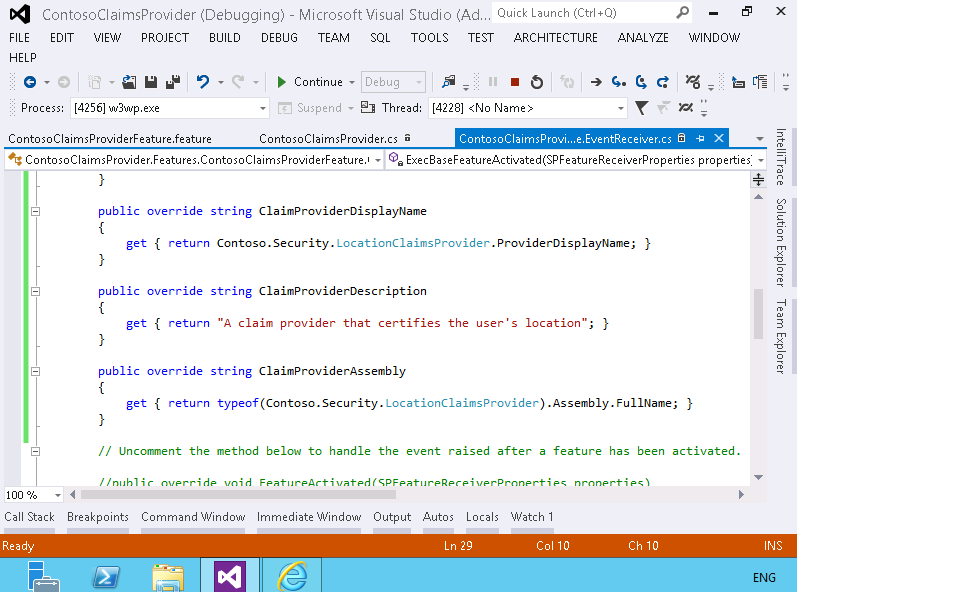 ContosoClaimsProvider (Debugging) - Microsoft Visual Studio (Ad... Quick Launch (Ctrl+Q)
FILE EDIT VIEW PROJECT BUILD DEBUG TEAM SQL TOOLS TEST ARCHITECTURE ANALYZE WINDOW
HELP
Continue Debug
Process: [4256] w3wp.exe Suspend Thread: [4228] <No Name>
ContosoClaimsProviderFeature.feature ContosoClaimsProvider.cs ContosoClaimsProvi...e.EventReceiver.cs
ContosoClaimsProvider.Features.ContosoClaimsProviderFeature. ExecBaseFeatureActivated(SPFeatureReceiverProperties properties)
}
public override string ClaimProviderDisplayName
{
get { return Contoso.Security.LocationClaimsProvider.ProviderDisplayName; }
}
public override string ClaimProviderDescription
{
get { return "A claim provider that certifies the user's location"; }
}
public override string ClaimProviderAssembly
{
get { return typeof(Contoso.Security.LocationClaimsProvider).Assembly.FullName; }
}
// Uncomment the method below to handle the event raised after a feature has been activated.
//public override void FeatureActivated(SPFeatureReceiverProperties properties)
100 %
Call Stack Breakpoints Command Window Immediate Window Output Autos Locals Watch 1
Ready Ln 29 Col 10 Ch 10 INS
ENG
IntelliTrace
Solution Explorer
Team Explorer